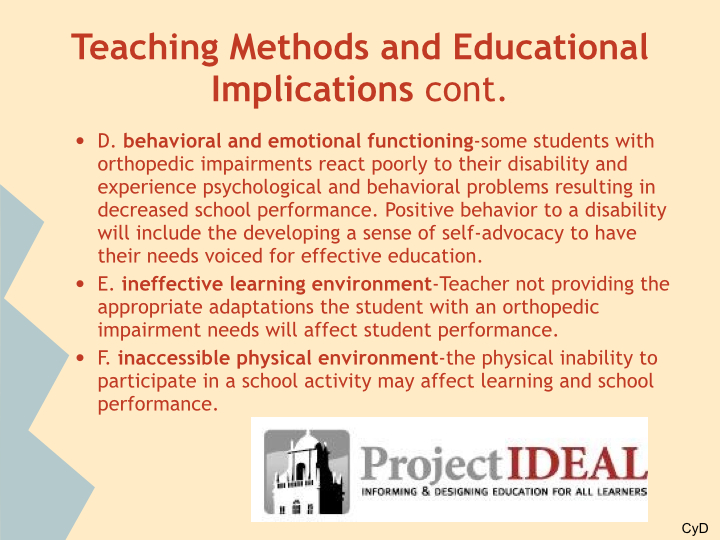 Teaching Methods and Educational
Implications cont.
• D. behavioral and emotional functioning-some students with
orthopedic impairments react poorly to their disability and
experience psychological and behavioral problems resulting in
decreased school performance. Positive behavior to a disability
will include the developing a sense of self-advocacy to have
their needs voiced for effective education.
• E. ineffective learning environment-Teacher not providing the
appropriate adaptations the student with an orthopedic
impairment needs will affect student performance.
• F. inaccessible physical environment-the physical inability to
participate in a school activity may affect learning and school
performance.
Project IDEAL
INFORMING & DESIGNING EDUCATION FOR ALL LEARNERS
CyD